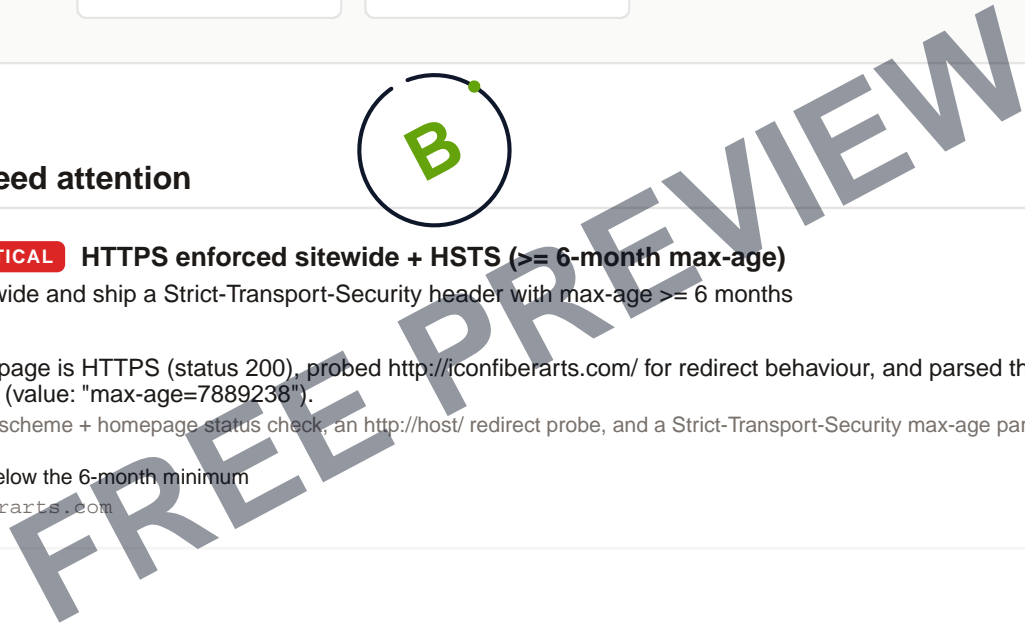 B
eed attention
TICAL HTTPS enforced sitewide + HSTS (>= 6-month max-age)
wide and ship a Strict-Transport-Security header with max-age >= 6 months
page is HTTPS (status 200), probed http://iconfiberarts.com/ for redirect behaviour, and parsed th
(value: "max-age=7889238").
scheme + homepage status check, an http://host/ redirect probe, and a Strict-Transport-Security max-age par
elow the 6-month minimum
rarts.com
FREE PREVIEW